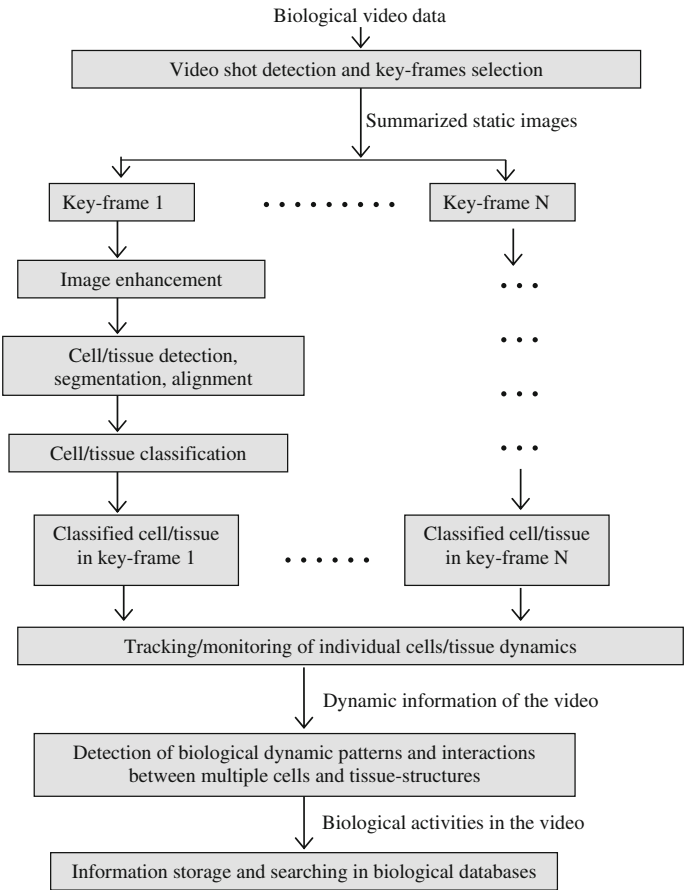 Biological video data
Video shot detection and key-frames selection
Summarized static images
Key-frame 1
Key-frame N
Image enhancement
Cell/tissue detection,
segmentation, alignment
Cell/tissue classification
Classified cell/tissue
in key-frame 1
Classified cell/tissue
in key-frame N
Tracking/monitoring of individual cells/tissue dynamics
Dynamic information of the video
Detection of biological dynamic patterns and interactions
between multiple cells and tissue-structures
Biological activities in the video
Information storage and searching in biological databases